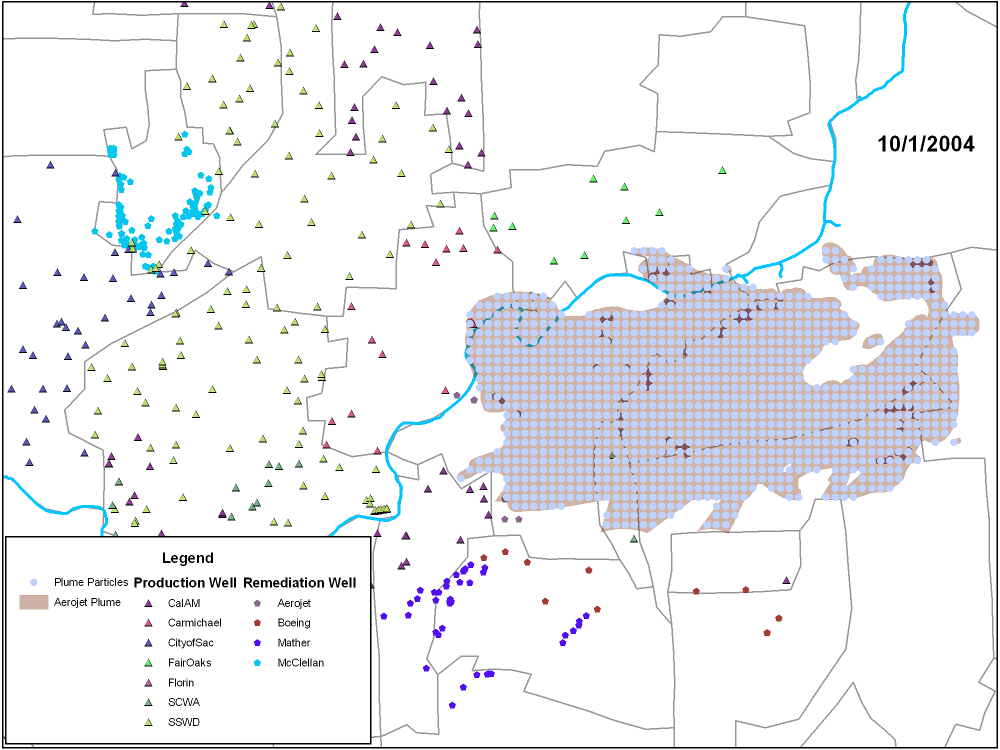 10/1/2004
Legend
Plume Particles
Aerojet Plume
Production Well
CalAM
Carmichael
CityofSac
FairOaks
Florin
SCWA
SSWD
Remediation Well
Aerojet
Boeing
Mather
McClellan